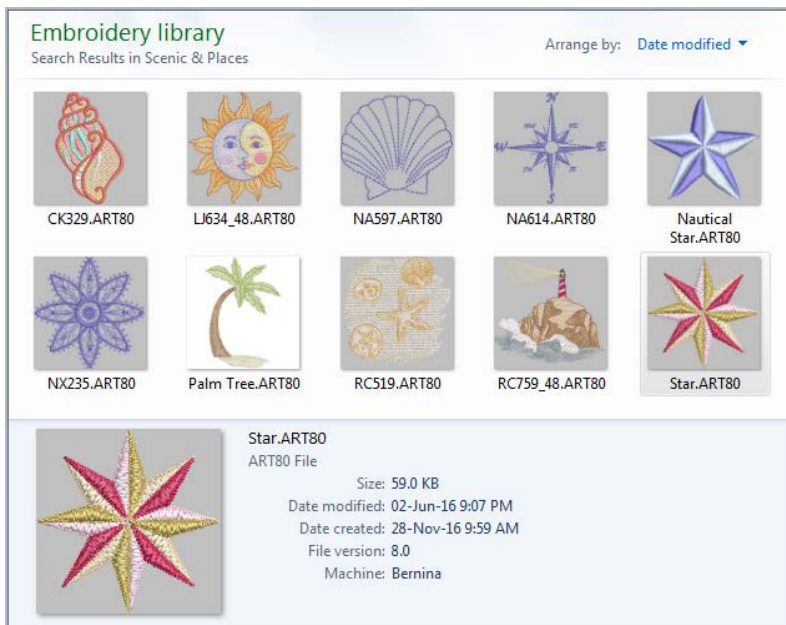 Embroidery library
Search Results in Scenic & Places
Arrange by: Date modified
N
W E
S
CK329.ART80
LJ634_48.ART80
NA597.ART80
NA614.ART80
Nautical
Star.ART80
NX235.ART80
Palm Tree.ART80
RC519.ART80
RC759_48.ART80
Star.ART80
Star.ART80
ART80 File
Size: 59.0 KB
Date modified: 02-Jun-16 9:07 PM
Date created: 28-Nov-16 9:59 AM
File version: 8.0
Machine: Bernina